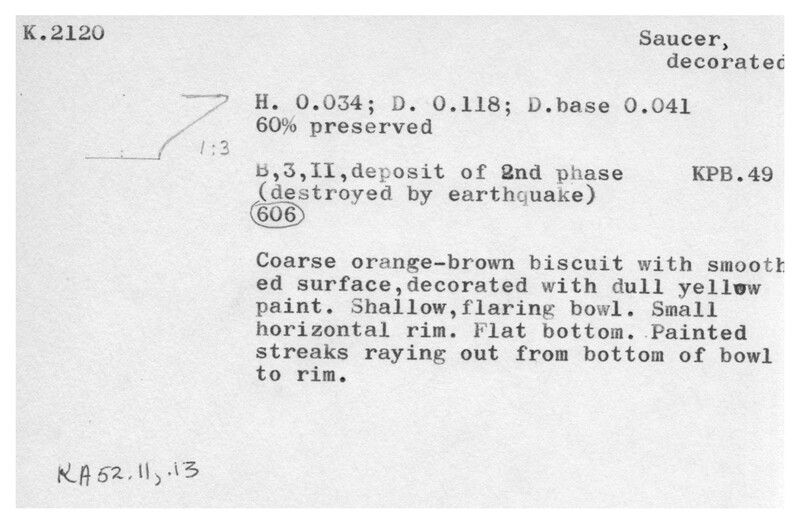 K.2120
Saucer,
decorated
H. 0.034; D. 0.118; D.base 0.041
60% preserved
1:3
B,3,II,deposit of 2nd phase KPB.49
(destroyed by earthquake)
606
Coarse orange-brown biscuit with smooth
ed surface,decorated with dull yellow
paint. Shallow,flaring bowl. Small
horizontal rim. Flat bottom. Painted
streaks raying out from bottom of bowl
to rim.
KA52.11,.13